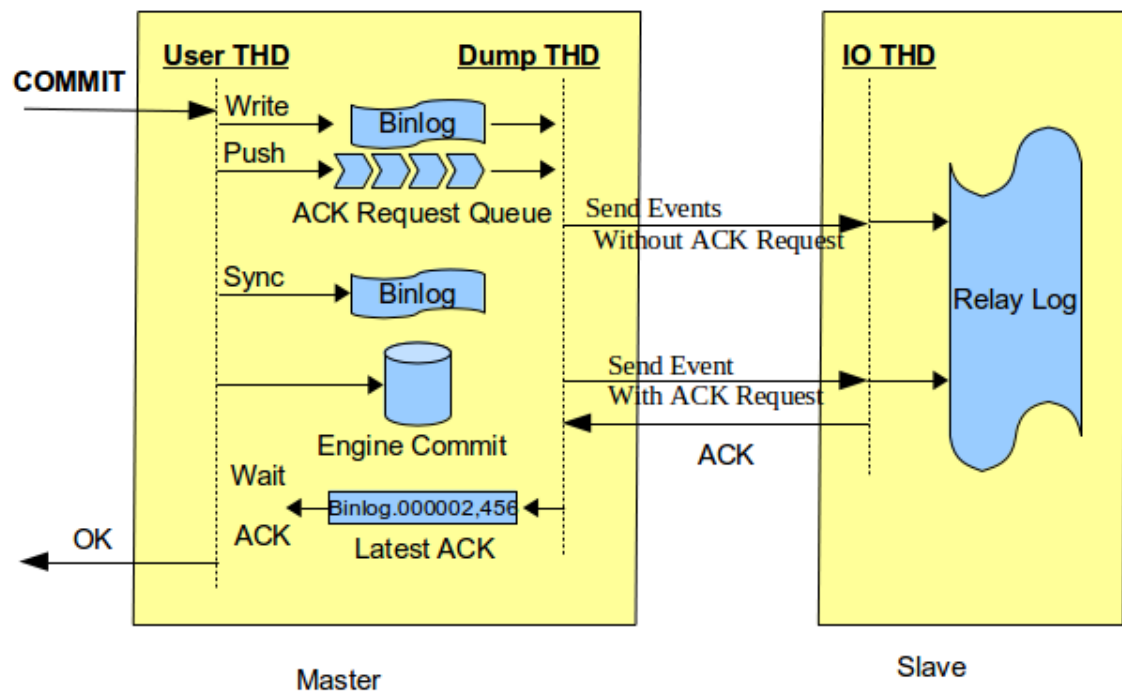 User THD
Dump THD
IO THD
COMMIT
Write
Binlog
Push
ACK Request Queue
Send Events
Without ACK Request
Sync
Binlog
Relay Log
Send Event
With ACK Request
Engine Commit
ACK
Wait
ACK
Binlog.000002,456
Latest ACK
OK
Master
Slave